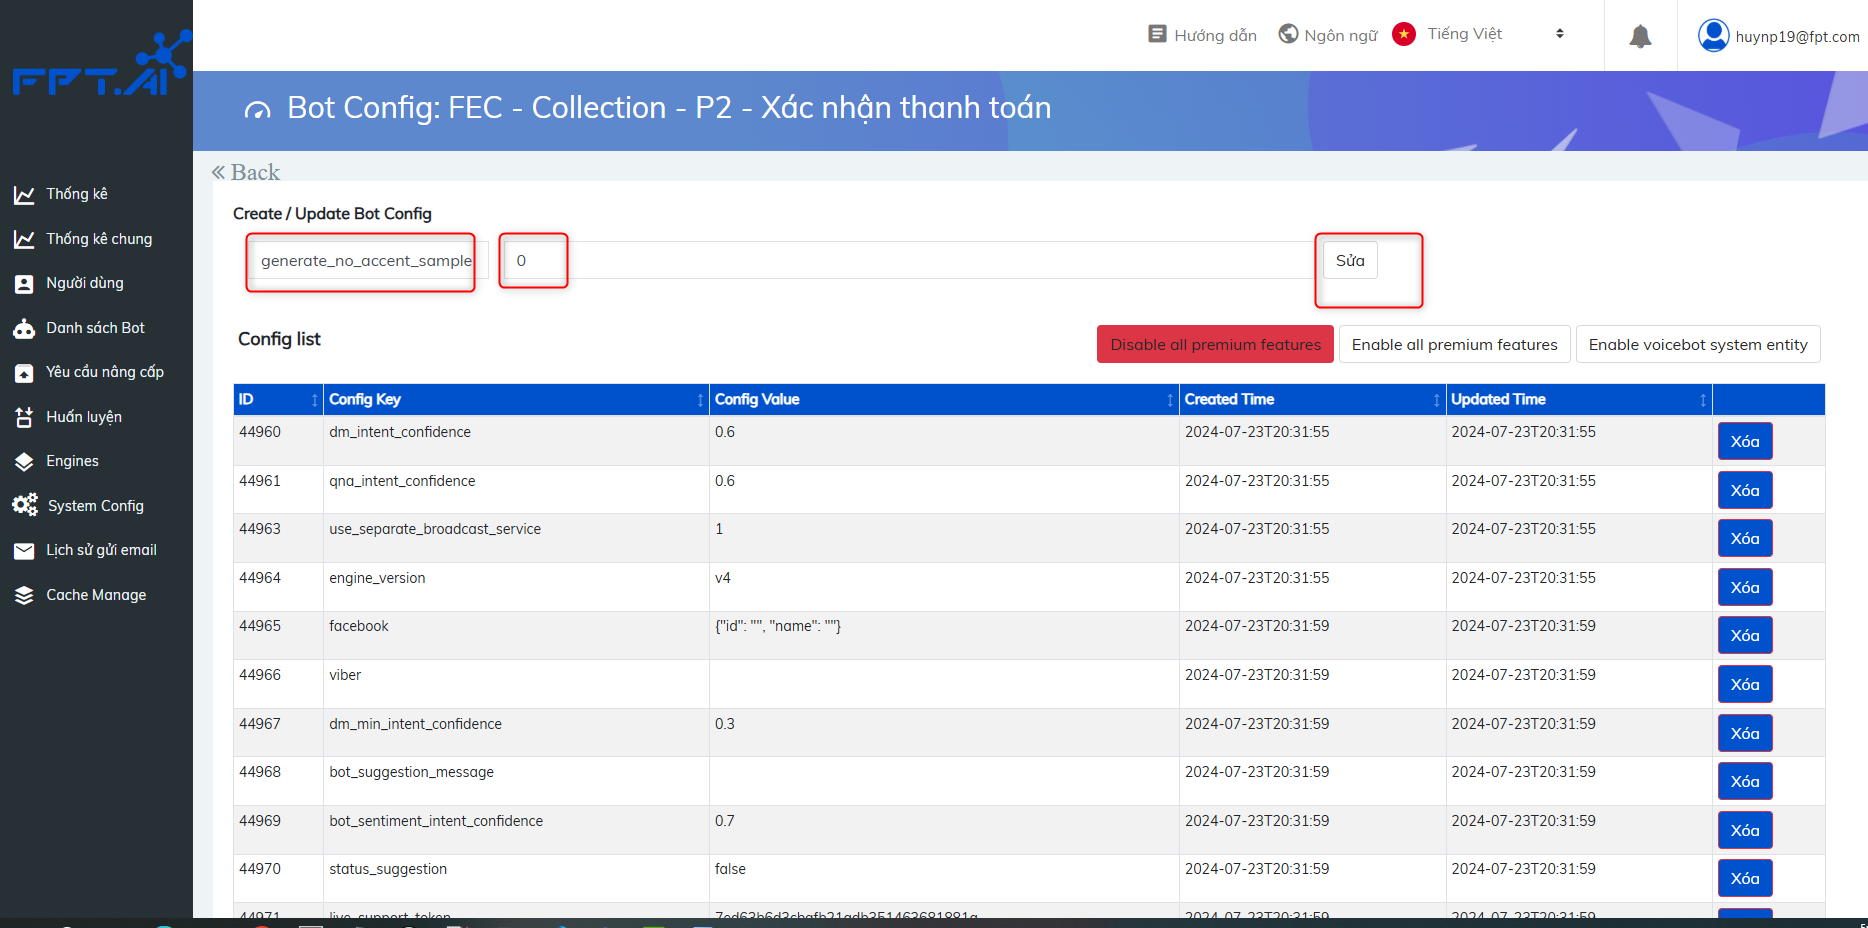 FPT.AI
Hướng dẫn
Ngôn ngữ
Tiếng Việt
huynp19@fpt.com
Bot Config: FEC - Collection - P2 - Xác nhận thanh toán
« Back
Thống kê
Thống kê chung
Người dùng
Danh sách Bot
Yêu cầu nâng cấp
Huấn luyện
Engines
System Config
Lịch sử gửi email
Cache Manage
Create / Update Bot Config
generate_no_accent_sample 0 Sửa
Config list
Disable all premium features Enable all premium features Enable voicebot system entity
ID Config Key Config Value Created Time Updated Time
44960 dm_intent_confidence 0.6 2024-07-23T20:31:55 2024-07-23T20:31:55 Xóa
44961 qna_intent_confidence 0.6 2024-07-23T20:31:55 2024-07-23T20:31:55 Xóa
44963 use_separate_broadcast_service 1 2024-07-23T20:31:55 2024-07-23T20:31:55 Xóa
44964 engine_version v4 2024-07-23T20:31:55 2024-07-23T20:31:55 Xóa
44965 facebook {"id": "", "name": ""} 2024-07-23T20:31:59 2024-07-23T20:31:59 Xóa
44966 viber 2024-07-23T20:31:59 2024-07-23T20:31:59 Xóa
44967 dm_min_intent_confidence 0.3 2024-07-23T20:31:59 2024-07-23T20:31:59 Xóa
44968 bot_suggestion_message 2024-07-23T20:31:59 2024-07-23T20:31:59 Xóa
44969 bot_sentiment_intent_confidence 0.7 2024-07-23T20:31:59 2024-07-23T20:31:59 Xóa
44970 status_suggestion false 2024-07-23T20:31:59 2024-07-23T20:31:59 Xóa
44971 live_support_token 2024-07-23T20:31:59 2024-07-23T20:31:59